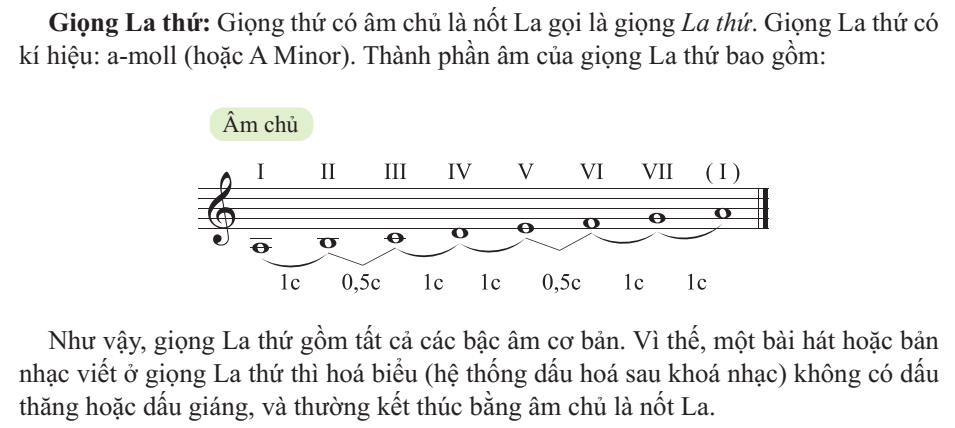 Giọng La thứ: Giọng thứ có âm chủ là nốt La gọi là giọng La thứ. Giọng La thứ có
kí hiệu: a-moll (hoặc A Minor). Thành phần âm của giọng La thứ bao gồm:
Âm chủ
I II III IV V VI VII ( I )
1c 0,5c 1c 1c 0,5c 1c 1c
Như vậy, giọng La thứ gồm tất cả các bậc âm cơ bản. Vì thế, một bài hát hoặc bản
nhạc viết ở giọng La thứ thì hoá biểu (hệ thống dấu hoá sau khoá nhạc) không có dấu
thăng hoặc dấu giáng, và thường kết thúc bằng âm chủ là nốt La.